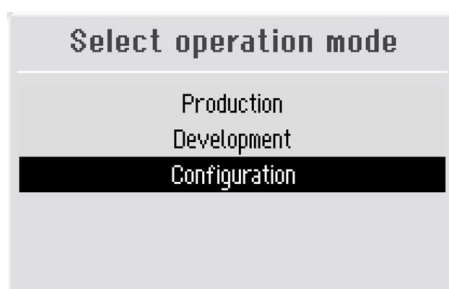 Select operation mode
Production
Development
Configuration